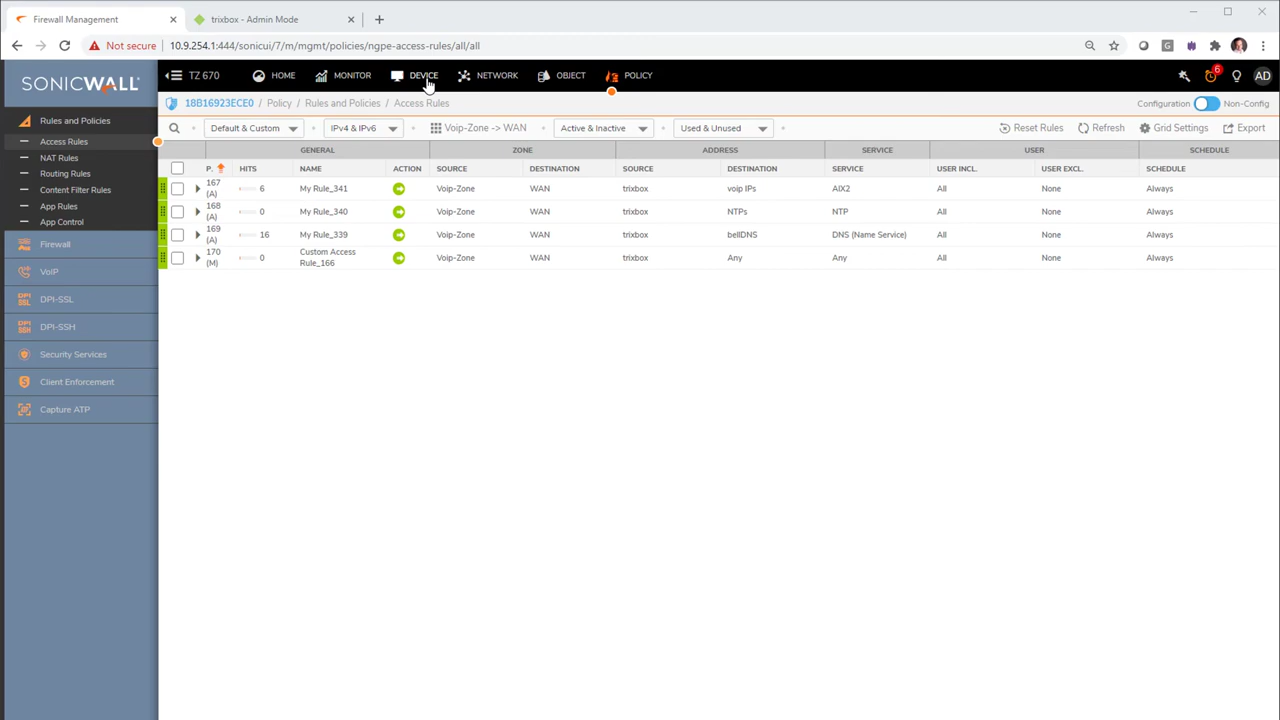 Firewall Management
trixbox - Admin Mode
Not secure
10.9.254.1:444/sonicui/7/m/mgmt/policies/ngpe-access-rules/all/all
SONICWALL
TZ 670
HOME
MONITOR
DEVICE
NETWORK
OBJECT
POLICY
6
AD
18B16923ECE0 / Policy / Rules and Policies / Access Rules
Configuration
Non-Config
Rules and Policies
Access Rules
NAT Rules
Routing Rules
Content Filter Rules
App Rules
App Control
Firewall
VoIP
DPI-SSL
DPI-SSH
Security Services
Client Enforcement
Capture ATP
Default & Custom
IPv4 & IPv6
Voip-Zone -> WAN
Active & Inactive
Used & Unused
Reset Rules
Refresh
Grid Settings
Export
GENERAL ZONE ADDRESS SERVICE USER SCHEDULE
P. HITS NAME ACTION SOURCE DESTINATION SOURCE DESTINATION SERVICE USER INCL. USER EXCL. SCHEDULE
167 (A) 6 My Rule_341 Voip-Zone WAN trixbox voip IPs AIX2 All None Always
168 (A) 0 My Rule_340 Voip-Zone WAN trixbox NTPs NTP All None Always
169 (A) 16 My Rule_339 Voip-Zone WAN trixbox bellDNS DNS (Name Service) All None Always
170 (M) 0 Custom Access Rule_166 Voip-Zone WAN trixbox Any Any All None Always